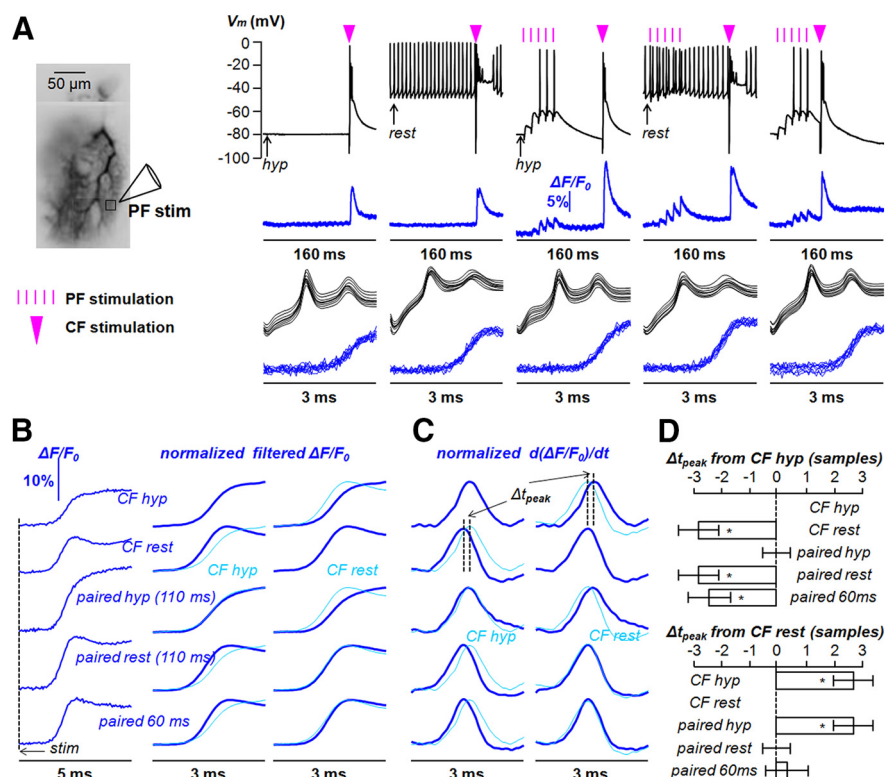 A
50 µm
PF stim
PF stimulation
CF stimulation
Vm (mV)
0
-20
-40
-60
-80
-100
hyp
rest
hyp
rest
ΔF/F0
5%
160 ms 160 ms 160 ms 160 ms 160 ms
3 ms 3 ms 3 ms 3 ms 3 ms
B
ΔF/F0 normalized filtered ΔF/F0
10%
CF hyp
CF rest
CF hyp CF rest
paired hyp (110 ms)
paired rest (110 ms)
paired 60 ms
stim
5 ms 3 ms 3 ms
C
normalized d(ΔF/F0)/dt
Δtpeak
CF hyp CF rest
3 ms 3 ms
D
Δtpeak from CF hyp (samples)
-3 -2 -1 0 1 2 3
CF hyp
* CF rest
paired hyp
* paired rest
* paired 60ms
Δtpeak from CF rest (samples)
-3 -2 -1 0 1 2 3
CF hyp *
CF rest
paired hyp *
paired rest
paired 60ms